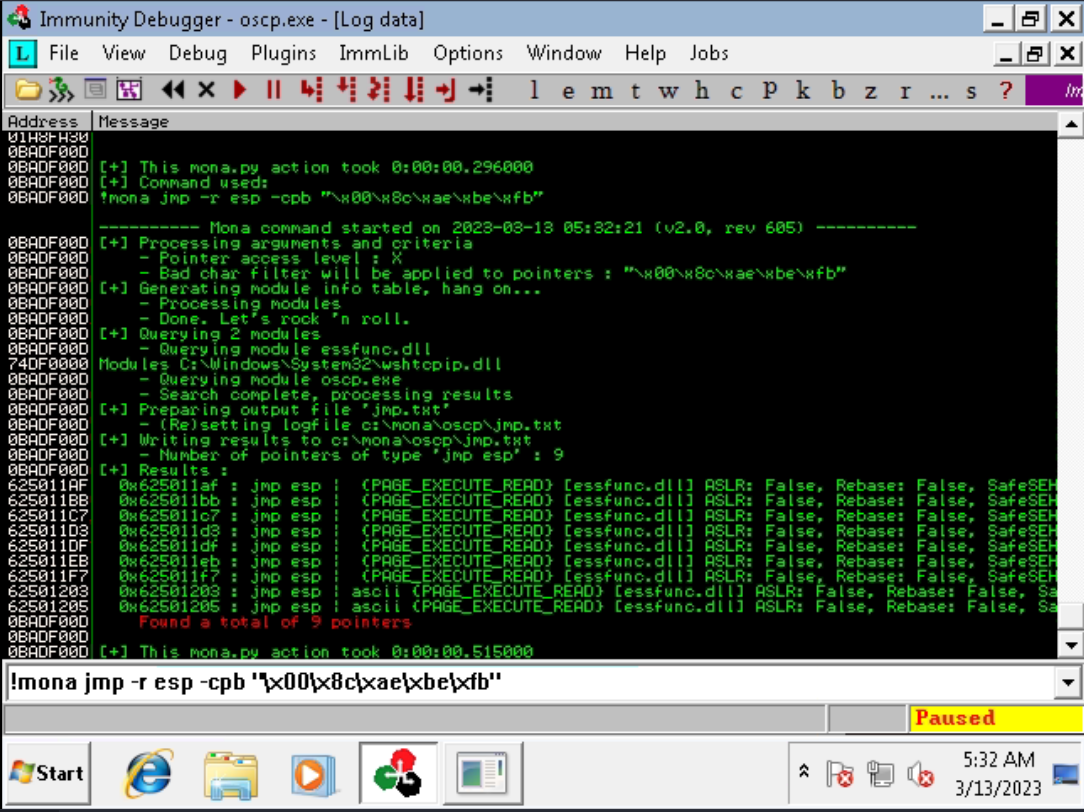 Immunity Debugger - oscp.exe - [Log data]
L File View Debug Plugins ImmLib Options Window Help Jobs
l e m t w h c P k b z r ... s ? Im
Address Message
01A8FA30
0BADF00D
0BADF00D [+] This mona.py action took 0:00:00.296000
0BADF00D [+] Command used:
0BADF00D !mona jmp -r esp -cpb "\x00\x8c\xae\xbe\xfb"
---------- Mona command started on 2023-03-13 05:32:21 (v2.0, rev 605) ----------
0BADF00D [+] Processing arguments and criteria
0BADF00D - Pointer access level : X
0BADF00D - Bad char filter will be applied to pointers : "\x00\x8c\xae\xbe\xfb"
0BADF00D [+] Generating module info table, hang on...
0BADF00D - Processing modules
0BADF00D - Done. Let's rock 'n roll.
0BADF00D [+] Querying 2 modules
0BADF00D - Querying module essfunc.dll
74DF0000 Modules C:\Windows\System32\wshtcpip.dll
0BADF00D - Querying module oscp.exe
0BADF00D - Search complete, processing results
0BADF00D [+] Preparing output file 'jmp.txt'
0BADF00D - (Re)setting logfile c:\mona\oscp\jmp.txt
0BADF00D [+] Writing results to c:\mona\oscp\jmp.txt
0BADF00D - Number of pointers of type 'jmp esp' : 9
0BADF00D [+] Results :
625011AF 0x625011af : jmp esp | {PAGE_EXECUTE_READ} [essfunc.dll] ASLR: False, Rebase: False, SafeSEH
625011BB 0x625011bb : jmp esp | {PAGE_EXECUTE_READ} [essfunc.dll] ASLR: False, Rebase: False, SafeSEH
625011C7 0x625011c7 : jmp esp | {PAGE_EXECUTE_READ} [essfunc.dll] ASLR: False, Rebase: False, SafeSEH
625011D3 0x625011d3 : jmp esp | {PAGE_EXECUTE_READ} [essfunc.dll] ASLR: False, Rebase: False, SafeSEH
625011DF 0x625011df : jmp esp | {PAGE_EXECUTE_READ} [essfunc.dll] ASLR: False, Rebase: False, SafeSEH
625011EB 0x625011eb : jmp esp | {PAGE_EXECUTE_READ} [essfunc.dll] ASLR: False, Rebase: False, SafeSEH
625011F7 0x625011f7 : jmp esp | {PAGE_EXECUTE_READ} [essfunc.dll] ASLR: False, Rebase: False, SafeSEH
62501203 0x62501203 : jmp esp | ascii {PAGE_EXECUTE_READ} [essfunc.dll] ASLR: False, Rebase: False, Sa
62501205 0x62501205 : jmp esp | ascii {PAGE_EXECUTE_READ} [essfunc.dll] ASLR: False, Rebase: False, Sa
0BADF00D Found a total of 9 pointers
0BADF00D
0BADF00D [+] This mona.py action took 0:00:00.515000
!mona jmp -r esp -cpb "\x00\x8c\xae\xbe\xfb"
Paused
Start
5:32 AM
3/13/2023